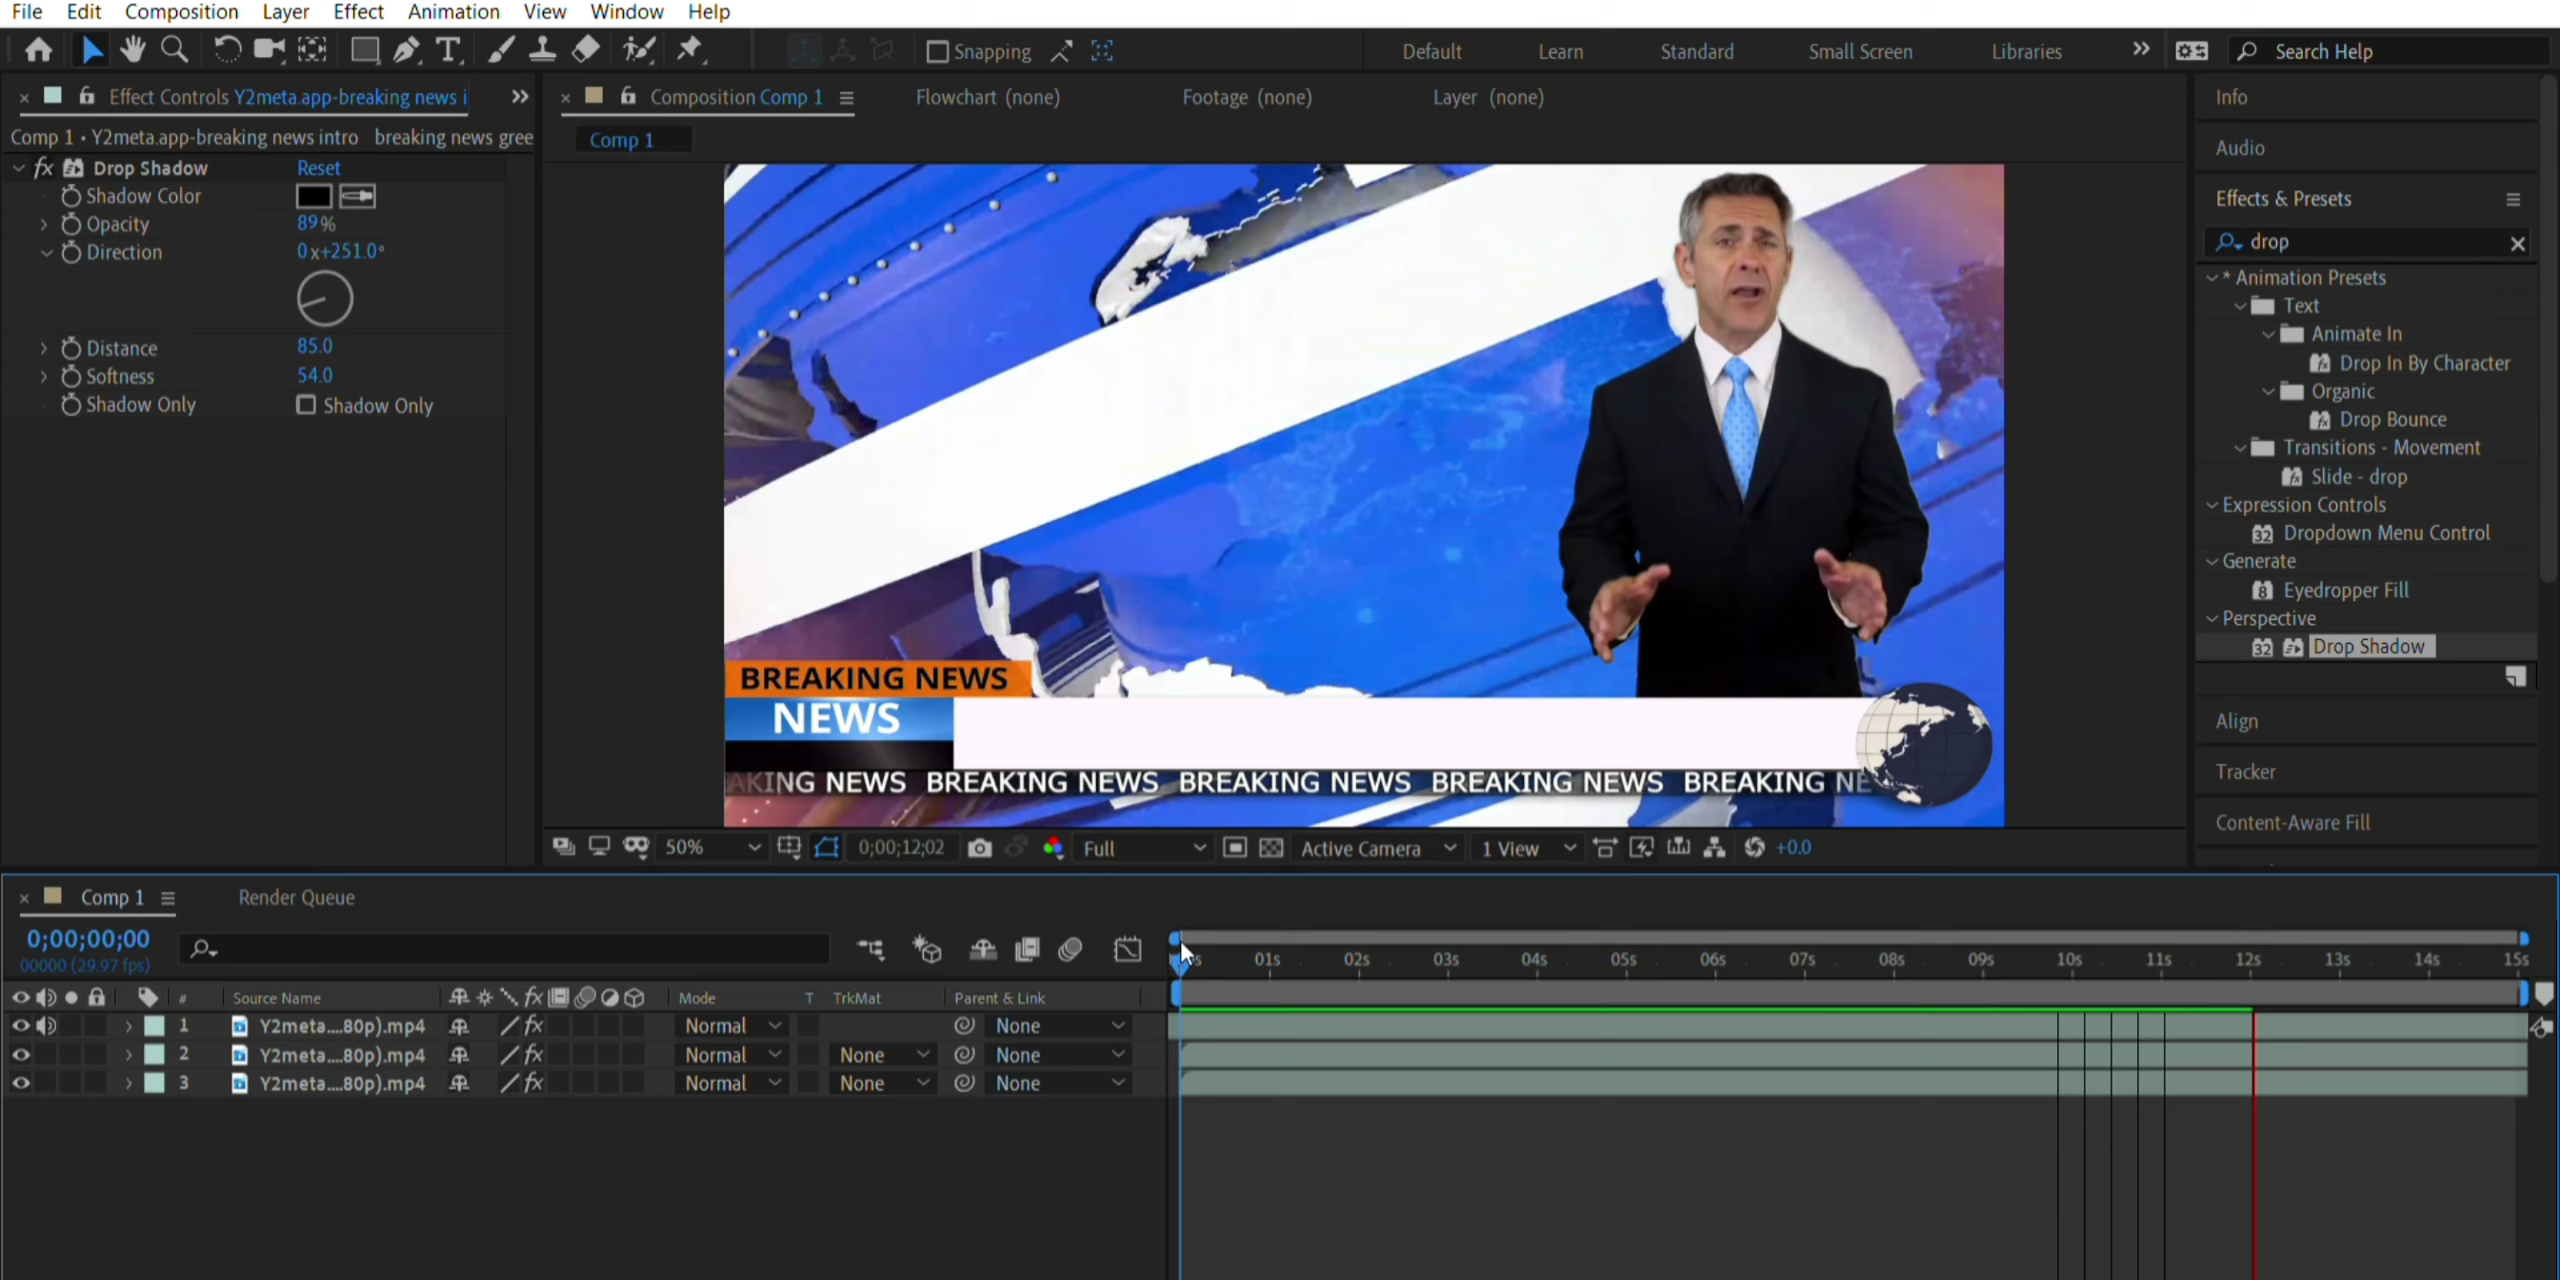 File Edit Composition Layer Effect Animation View Window Help
Snapping
Default Learn Standard Small Screen Libraries
Search Help
Effect Controls Y2meta.app-breaking news i
Comp 1 • Y2meta.app-breaking news intro breaking news gree
fx Drop Shadow Reset
Shadow Color
Opacity 89%
Direction 0x+251.0°
Distance 85.0
Softness 54.0
Shadow Only Shadow Only
Composition Comp 1
Flowchart (none)
Footage (none)
Layer (none)
Comp 1
BREAKING NEWS
NEWS
AKING NEWS BREAKING NEWS BREAKING NEWS BREAKING NEWS BREAKING NE
50% 0;00;12;02 Full Active Camera 1 View +0.0
Info
Audio
Effects & Presets
drop
* Animation Presets
Text
Animate In
Drop In By Character
Organic
Drop Bounce
Transitions - Movement
Slide - drop
Expression Controls
32 Dropdown Menu Control
Generate
8 Eyedropper Fill
Perspective
32 Drop Shadow
Align
Tracker
Content-Aware Fill
Comp 1
Render Queue
0;00;00;00
00000 (29.97 fps)
01s 02s 03s 04s 05s 06s 07s 08s 09s 10s 11s 12s 13s 14s 15s
# Source Name fx Mode T TrkMat Parent & Link
1 Y2meta....80p).mp4 fx Normal None
2 Y2meta....80p).mp4 fx Normal None None
3 Y2meta....80p).mp4 fx Normal None None